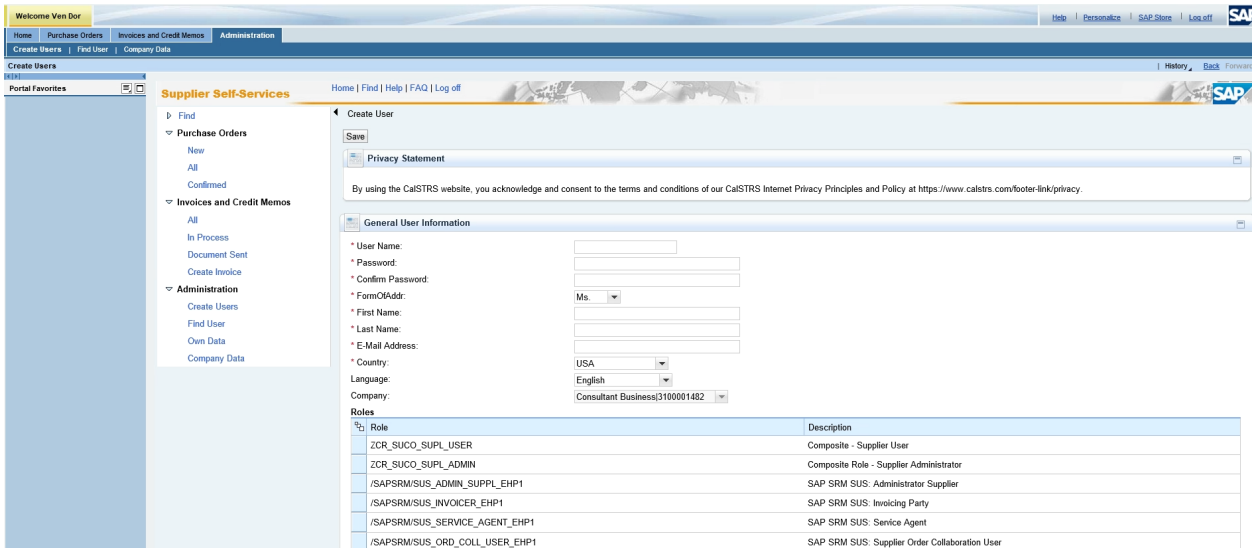 Welcome Ven Dor
Help | Personalize | SAP Store | Log off
Home Purchase Orders Invoices and Credit Memos Administration
Create Users | Find User | Company Data
Create Users
| History Back Forward
Portal Favorites
Supplier Self-Services
Home | Find | Help | FAQ | Log off
SAP
Find
Purchase Orders
New
All
Confirmed
Invoices and Credit Memos
All
In Process
Document Sent
Create Invoice
Administration
Create Users
Find User
Own Data
Company Data
Create User
Save
Privacy Statement
By using the CalSTRS website, you acknowledge and consent to the terms and conditions of our CalSTRS Internet Privacy Principles and Policy at https://www.calstrs.com/footer-link/privacy.
General User Information
* User Name:
* Password:
* Confirm Password:
* FormOfAddr: Ms.
* First Name:
* Last Name:
* E-Mail Address:
* Country: USA
Language: English
Company: Consultant Business|3100001482
Roles
Role Description
ZCR_SUCO_SUPL_USER Composite - Supplier User
ZCR_SUCO_SUPL_ADMIN Composite Role - Supplier Administrator
/SAPSRM/SUS_ADMIN_SUPPL_EHP1 SAP SRM SUS: Administrator Supplier
/SAPSRM/SUS_INVOICER_EHP1 SAP SRM SUS: Invoicing Party
/SAPSRM/SUS_SERVICE_AGENT_EHP1 SAP SRM SUS: Service Agent
/SAPSRM/SUS_ORD_COLL_USER_EHP1 SAP SRM SUS: Supplier Order Collaboration User